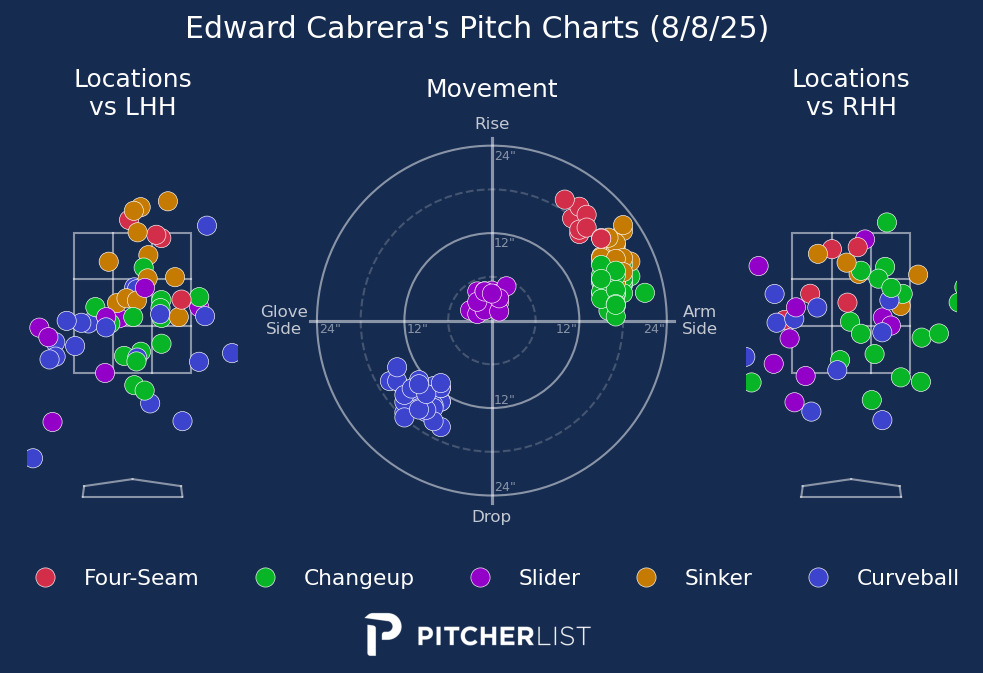 Edward Cabrera's Pitch Charts (8/8/25)
Locations
vs LHH
Movement
Locations
vs RHH
Rise
24"
12"
Glove
Side
24"
12"
12"
24"
Arm
Side
12"
24"
Drop
Four-Seam
Changeup
Slider
Sinker
Curveball
PITCHERLIST